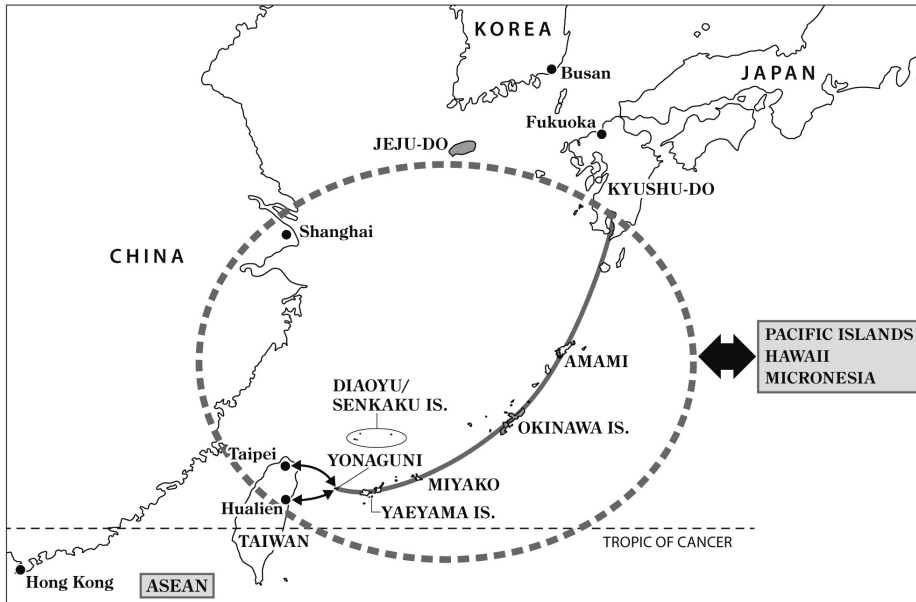 KOREA
Busan
JAPAN
Fukuoka
JEJU-DO
KYUSHU-DO
Shanghai
CHINA
PACIFIC ISLANDS
HAWAII
MICRONESIA
AMAMI
DIAOYU/
SENKAKU IS.
OKINAWA IS.
Taipei
YONAGUNI
MIYAKO
Hualien
YAEYAMA IS.
TAIWAN
TROPIC OF CANCER
Hong Kong
ASEAN